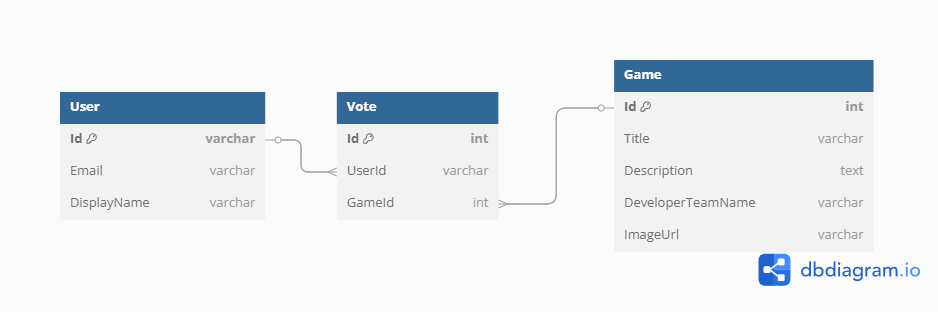 User
Id varchar
Email varchar
DisplayName varchar
Vote
Id int
UserId varchar
GameId int
Game
Id int
Title varchar
Description text
DeveloperTeamName varchar
ImageUrl varchar
dbdiagram.io